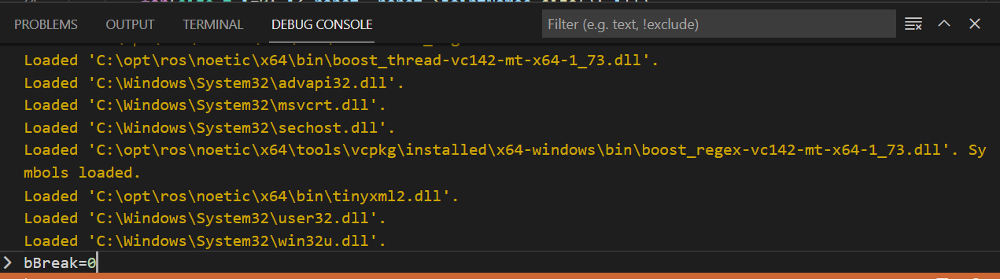 PROBLEMS OUTPUT TERMINAL DEBUG CONSOLE Filter (e.g. text, !exclude)
Loaded 'C:\opt\ros\noetic\x64\bin\boost_thread-vc142-mt-x64-1_73.dll'.
Loaded 'C:\Windows\System32\advapi32.dll'.
Loaded 'C:\Windows\System32\msvcrt.dll'.
Loaded 'C:\Windows\System32\sechost.dll'.
Loaded 'C:\opt\ros\noetic\x64\tools\vcpkg\installed\x64-windows\bin\boost_regex-vc142-mt-x64-1_73.dll'. Sy
mbols loaded.
Loaded 'C:\opt\ros\noetic\x64\bin\tinyxml2.dll'.
Loaded 'C:\Windows\System32\user32.dll'.
Loaded 'C:\Windows\System32\win32u.dll'.
bBreak=0